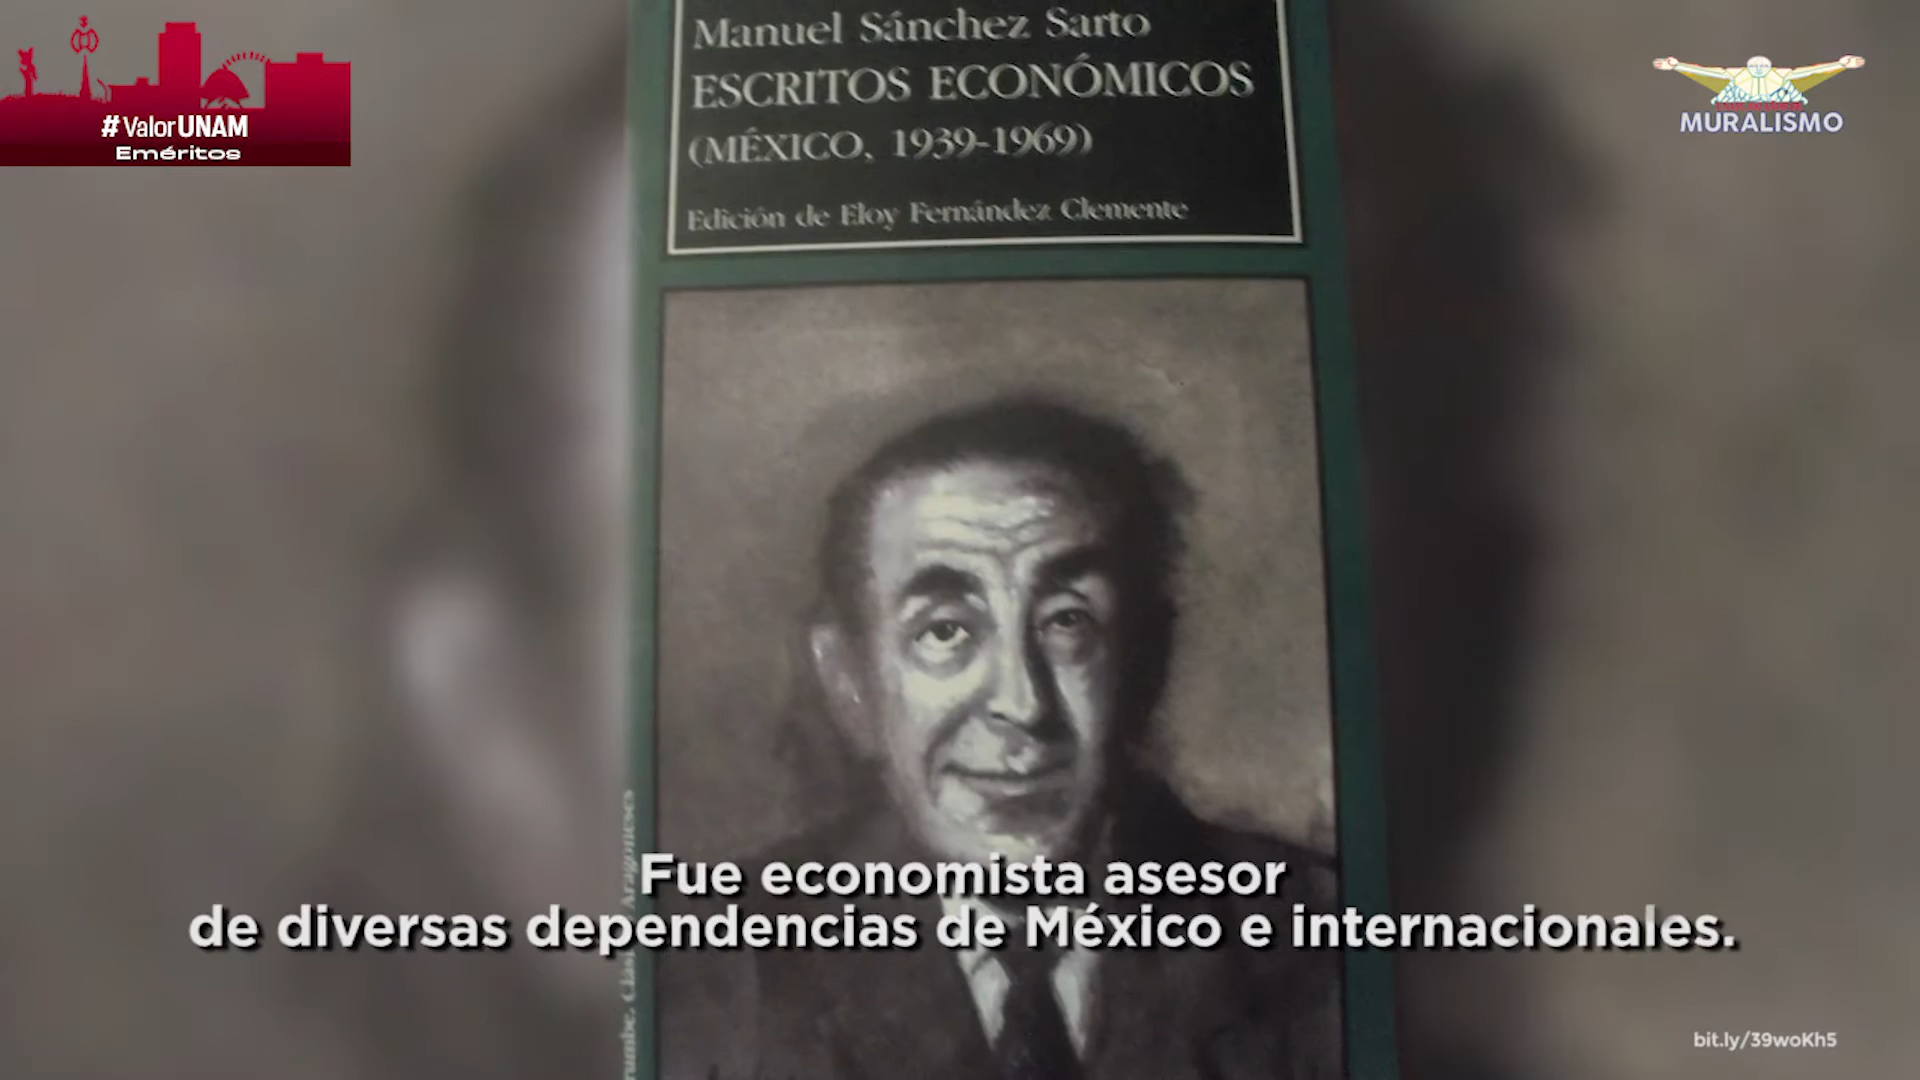 #ValorUNAM
Eméritos
MURALISMO
Manuel Sánchez Sarto
ESCRITOS ECONÓMICOS
(MÉXICO, 1939-1969)
Edición de Eloy Fernández Clemente
Aragoneses
Fue economista asesor
de diversas dependencias de México e internacionales.
bit.ly/39woKh5